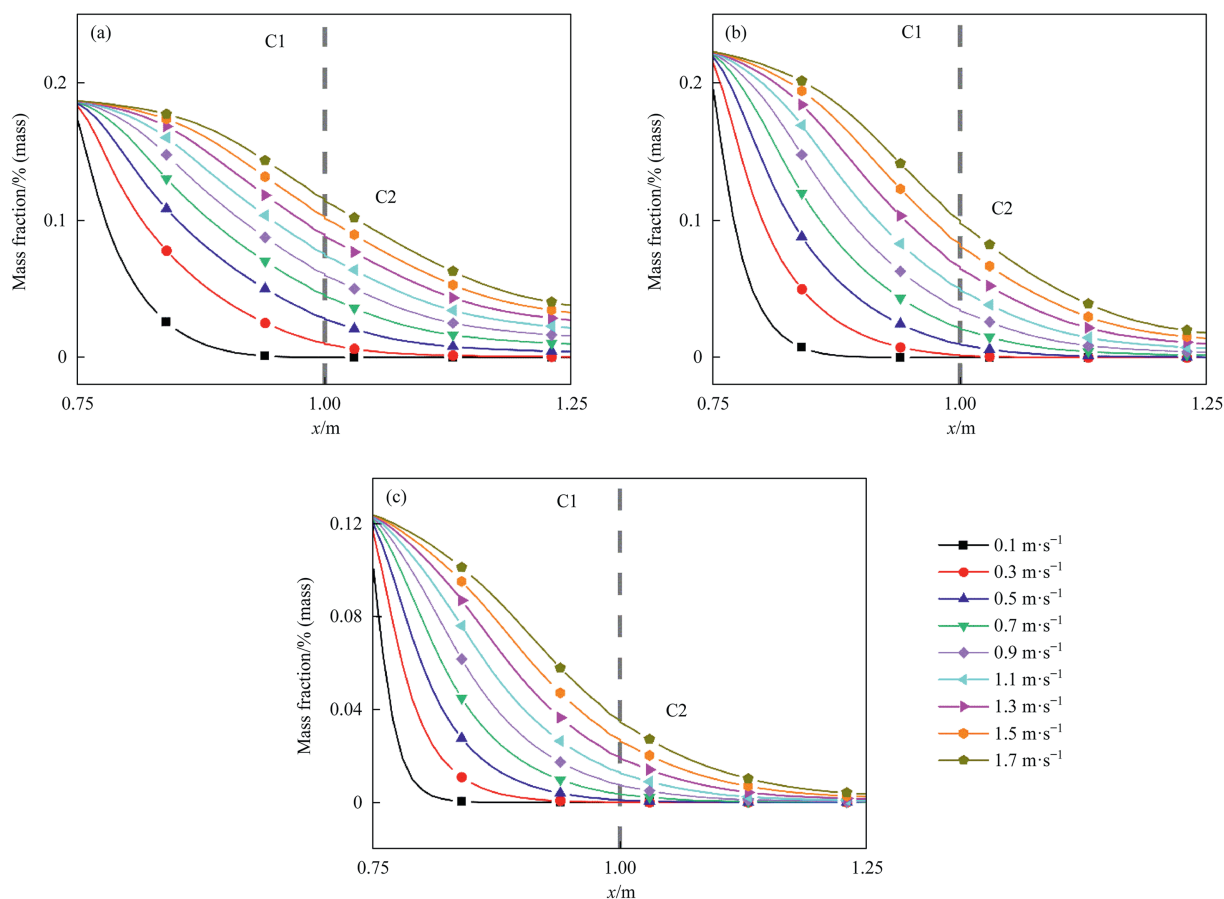 (a)
C1
C2
0.2
0.1
0
Mass fraction/% (mass)
0.75
1.00
1.25
x/m
(b)
C1
C2
0.2
0.1
0
Mass fraction/% (mass)
0.75
1.00
1.25
x/m
(c)
C1
C2
0.12
0.08
0.04
0
Mass fraction/% (mass)
0.75
1.00
1.25
x/m
0.1 m·s⁻¹
0.3 m·s⁻¹
0.5 m·s⁻¹
0.7 m·s⁻¹
0.9 m·s⁻¹
1.1 m·s⁻¹
1.3 m·s⁻¹
1.5 m·s⁻¹
1.7 m·s⁻¹